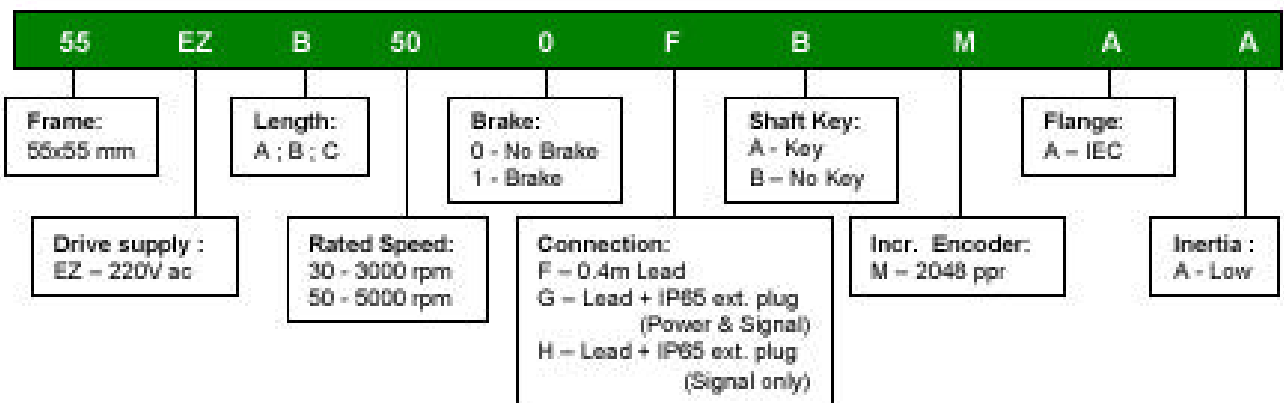 55 EZ B 50 0 F B M A A
Frame:
55x55 mm
Length:
A ; B ; C
Brake:
0 - No Brake
1 - Brake
Shaft Key:
A - Key
B – No Key
Flange:
A – IEC
Drive supply :
EZ – 220V ac
Rated Speed:
30 - 3000 rpm
50 - 5000 rpm
Connection:
F – 0.4m Lead
G – Lead + IP65 ext. plug
(Power & Signal)
H – Lead + IP65 ext. plug
(Signal only)
Incr. Encoder:
M – 2048 ppr
Inertia :
A - Low